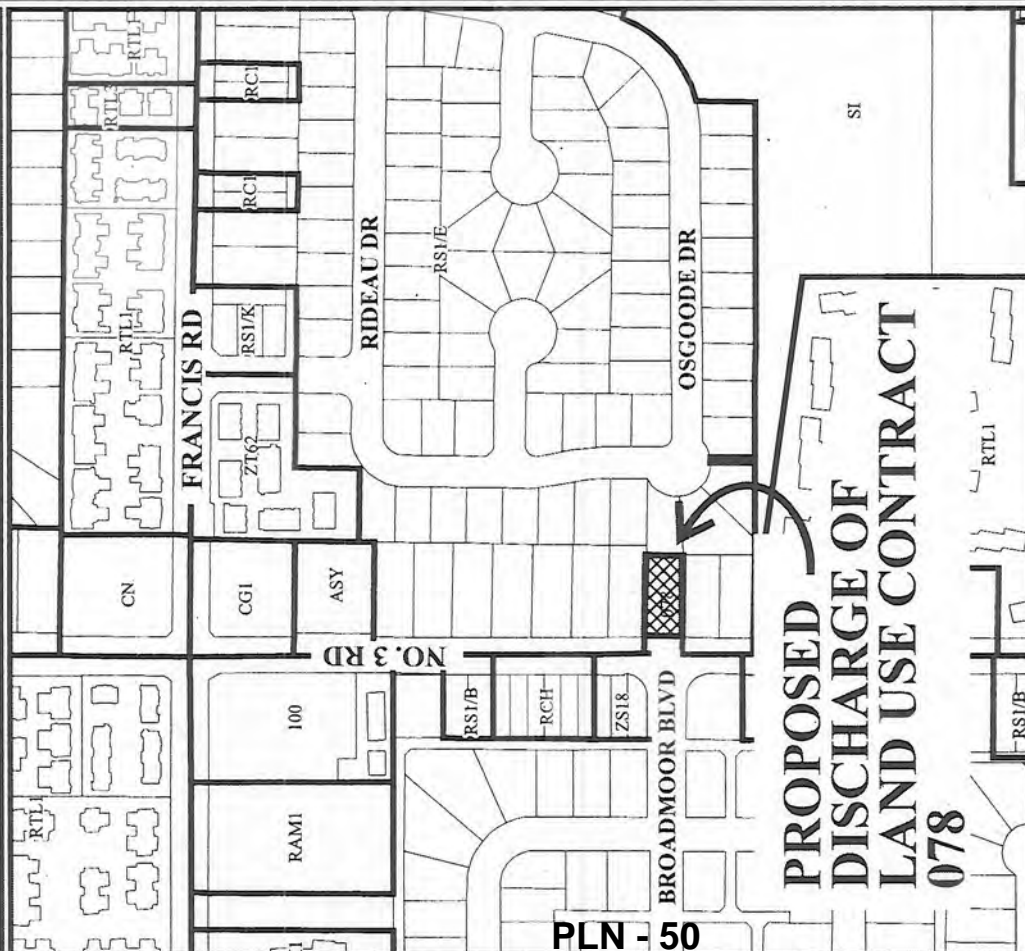 RTL1
RTL3
RC1
RC1
RTL1
FRANCIS RD
RS1/K
ZT62
RIDEAU DR
RS1/E
OSGOODE DR
SI
CN
CG1
ASY
NO. 3 RD
RTL1
100
RAM1
RS1/B
RCH
ZS18
BROADMOOR BLVD
RTL1
RS1/B
PROPOSED
DISCHARGE OF
LAND USE CONTRACT
078
PLN - 50